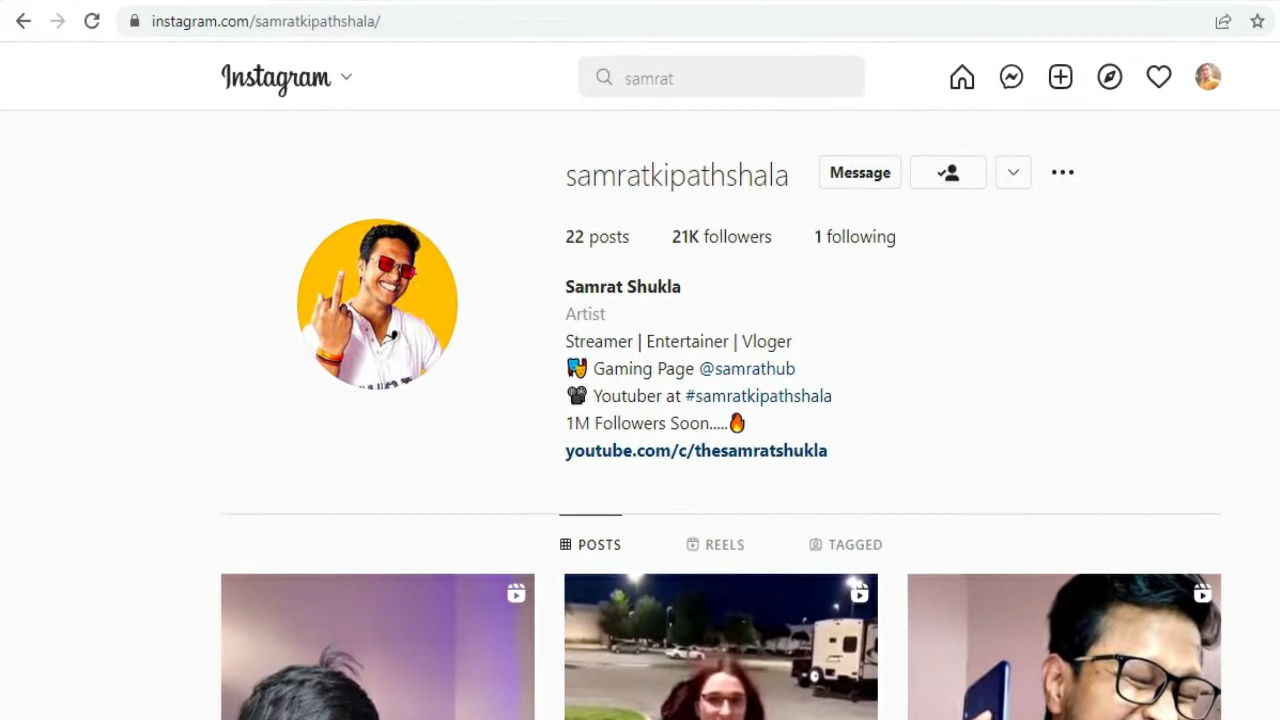 instagram.com/samratkipathshala/
Instagram
samrat
samratkipathshala Message
22 posts 21K followers 1 following
Samrat Shukla
Artist
Streamer | Entertainer | Vloger
Gaming Page @samrathub
Youtuber at #samratkipathshala
1M Followers Soon.....🔥
youtube.com/c/thesamratshukla
POSTS REELS TAGGED